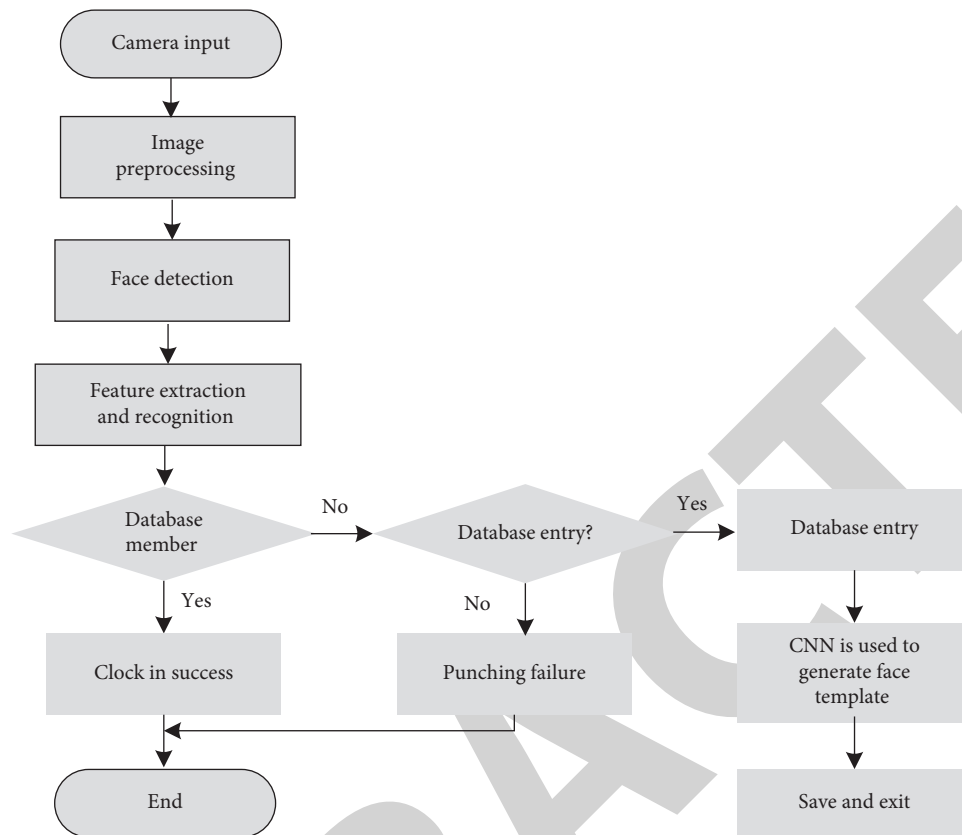 Camera input
Image
preprocessing
Face detection
Feature extraction
and recognition
Database
member
No
Database entry?
Yes
Database entry
Yes
No
Clock in success
Punching failure
CNN is used to
generate face
template
End
Save and exit